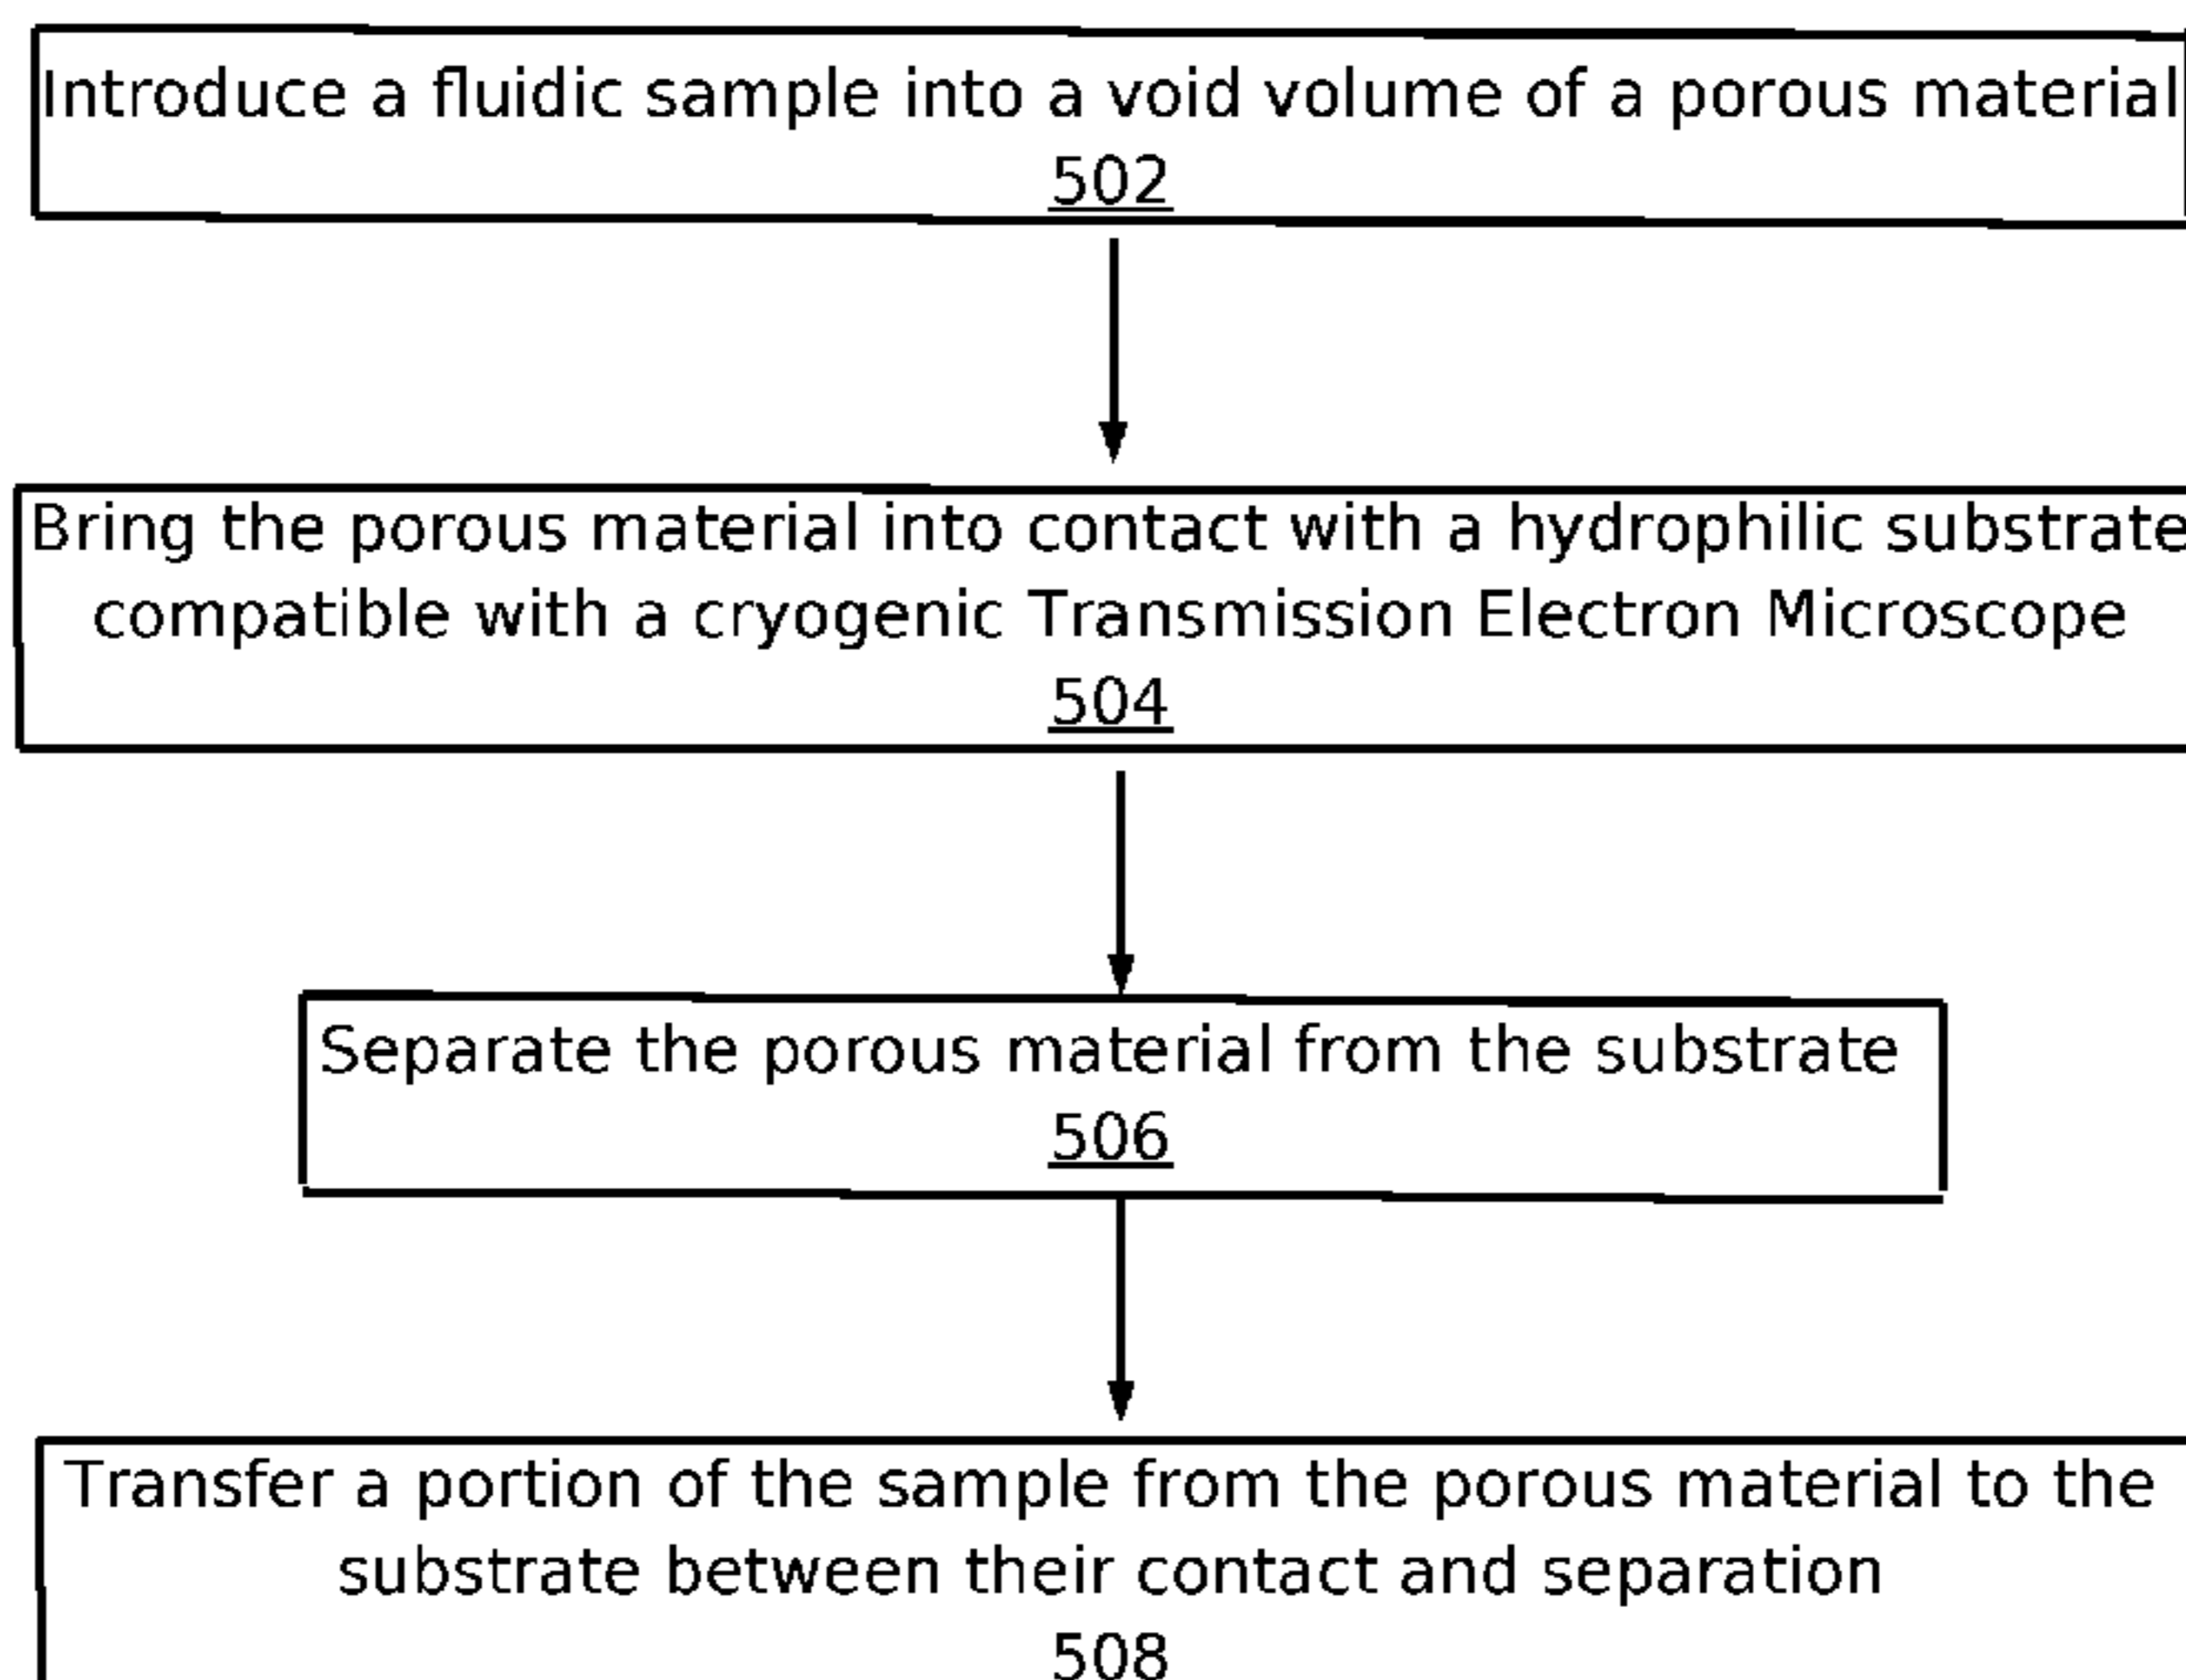 Introduce a fluidic sample into a void volume of a porous material
502
Bring the porous material into contact with a hydrophilic substrate
compatible with a cryogenic Transmission Electron Microscope
504
Separate the porous material from the substrate
506
Transfer a portion of the sample from the porous material to the
substrate between their contact and separation
508